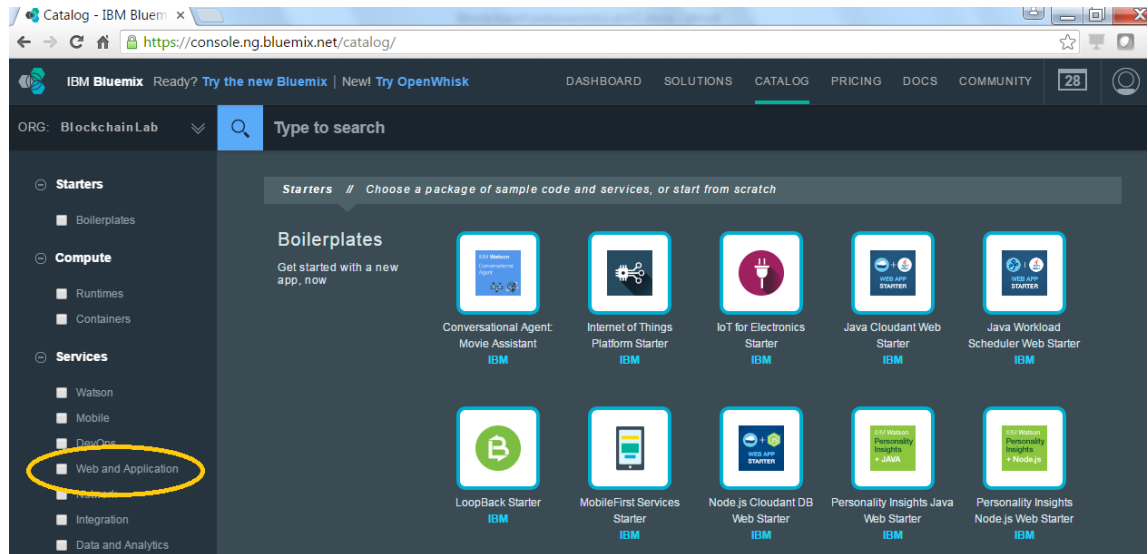 Catalog - IBM Bluem
https://console.ng.bluemix.net/catalog/
IBM Bluemix Ready? Try the new Bluemix | New! Try OpenWhisk
DASHBOARD SOLUTIONS CATALOG PRICING DOCS COMMUNITY 28
ORG: BlockchainLab
Type to search
Starters
Boilerplates
Compute
Runtimes
Containers
Services
Watson
Mobile
DevOps
Web and Application
Network
Integration
Data and Analytics
Starters // Choose a package of sample code and services, or start from scratch
Boilerplates
Get started with a new
app, now
IBM Watson
Conversational
Agent
Conversational Agent:
Movie Assistant
IBM
Internet of Things
Platform Starter
IBM
IoT for Electronics
Starter
IBM
WEB APP
STARTER
Java Cloudant Web
Starter
IBM
WEB APP
STARTER
Java Workload
Scheduler Web Starter
IBM
LoopBack Starter
IBM
MobileFirst Services
Starter
IBM
WEB APP
STARTER
Node.js Cloudant DB
Web Starter
IBM
IBM Watson
Personality
Insights
+ JAVA
Personality Insights Java
Web Starter
IBM
IBM Watson
Personality
Insights
+ Node.js
Personality Insights
Node.js Web Starter
IBM